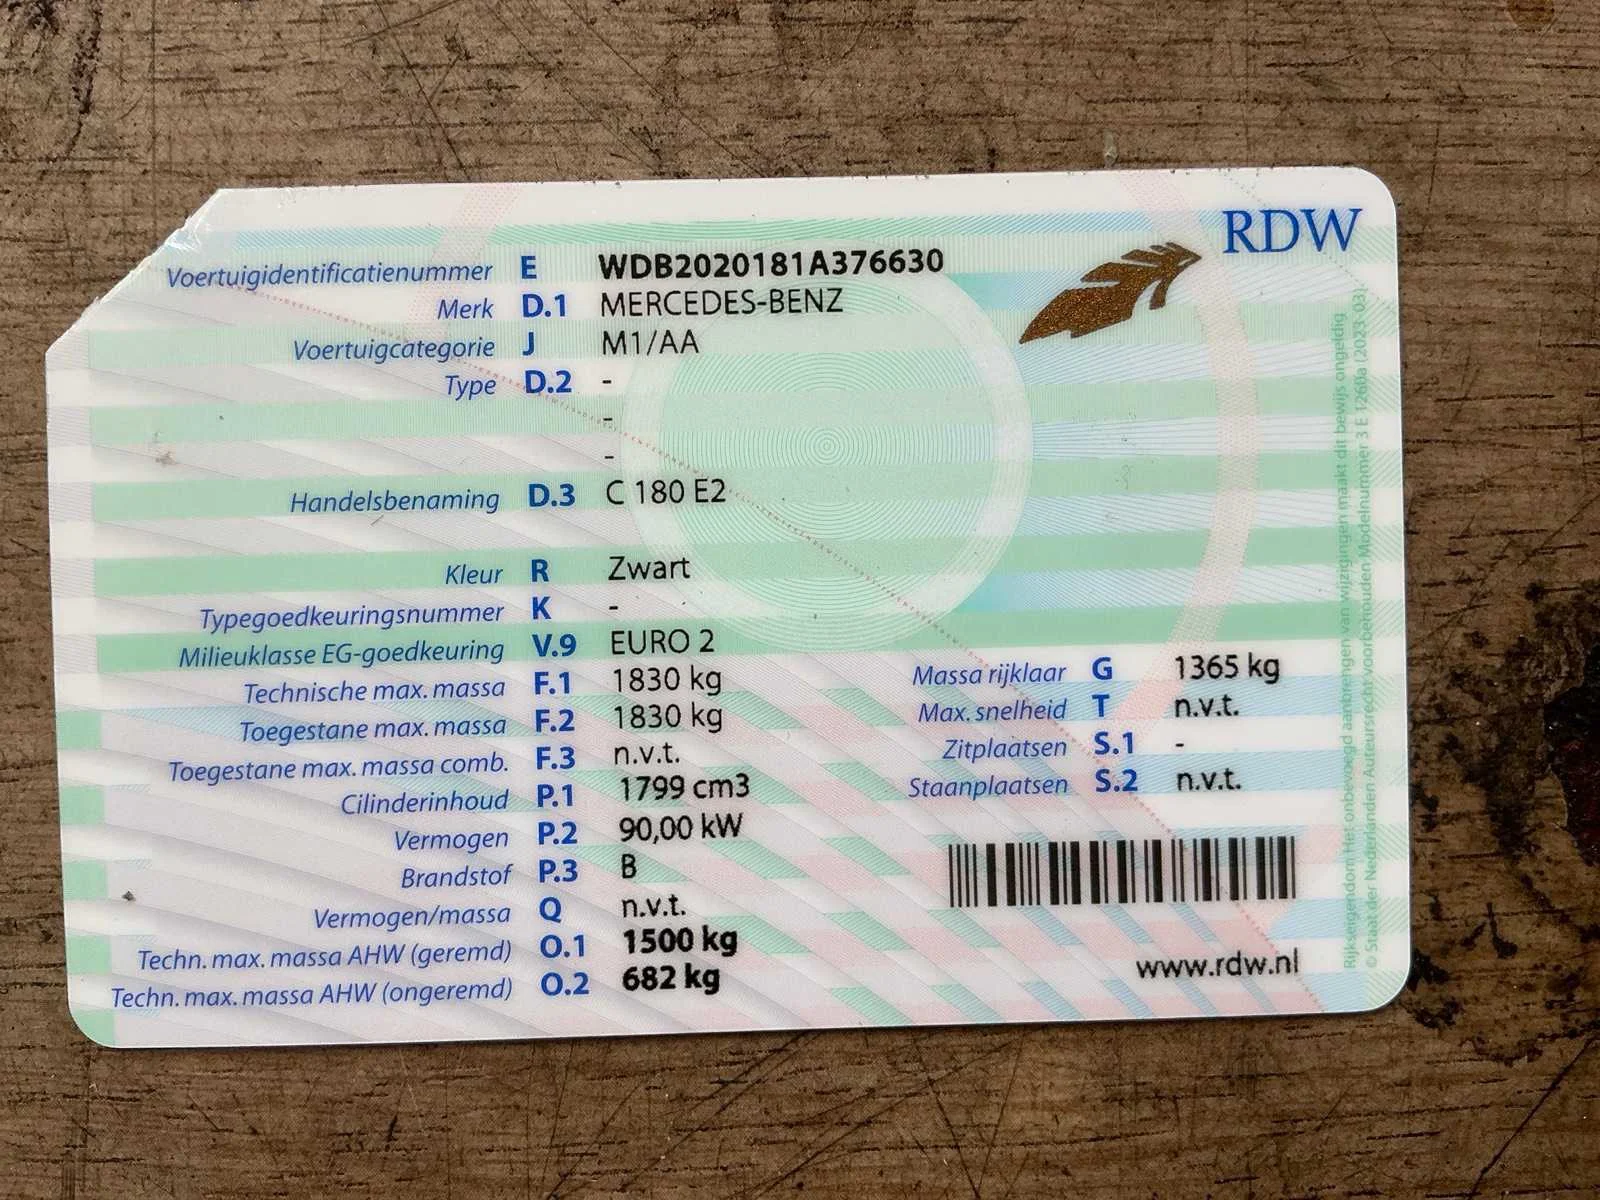 RDW
Voertuigidentificatienummer E WDB2020181A376630
Merk D.1 MERCEDES-BENZ
Voertuigcategorie J M1/AA
Type D.2 -
-
-
Handelsbenaming D.3 C 180 E2
Kleur R Zwart
Typegoedkeuringsnummer K -
Milieuklasse EG-goedkeuring V.9 EURO 2
Technische max. massa F.1 1830 kg
Toegestane max. massa F.2 1830 kg
Toegestane max. massa comb. F.3 n.v.t.
Cilinderinhoud P.1 1799 cm3
Vermogen P.2 90,00 kW
Brandstof P.3 B
Vermogen/massa Q n.v.t.
Techn. max. massa AHW (geremd) O.1 1500 kg
Techn. max. massa AHW (ongeremd) O.2 682 kg
Massa rijklaar G 1365 kg
Max. snelheid T n.v.t.
Zitplaatsen S.1 -
Staanplaatsen S.2 n.v.t.
www.rdw.nl
Rijkseigendom Het onbevoegd aanbrengen van wijzigingen maakt dit bewijs ongeldig
© Staat der Nederlanden Auteursrecht voorbehouden Modelnummer 3 E 1260a (2023-03)